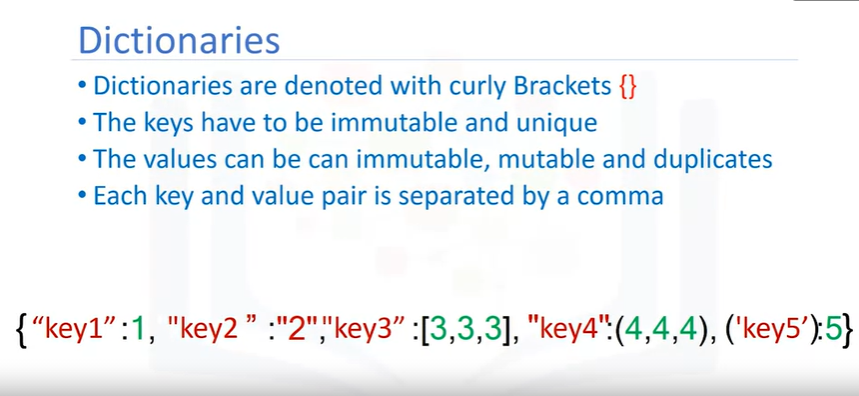 Dictionaries
• Dictionaries are denoted with curly Brackets {}
• The keys have to be immutable and unique
• The values can be can immutable, mutable and duplicates
• Each key and value pair is separated by a comma
{“key1”:1, "key2 ” :"2","key3” :[3,3,3], "key4":(4,4,4), ('key5’):5}